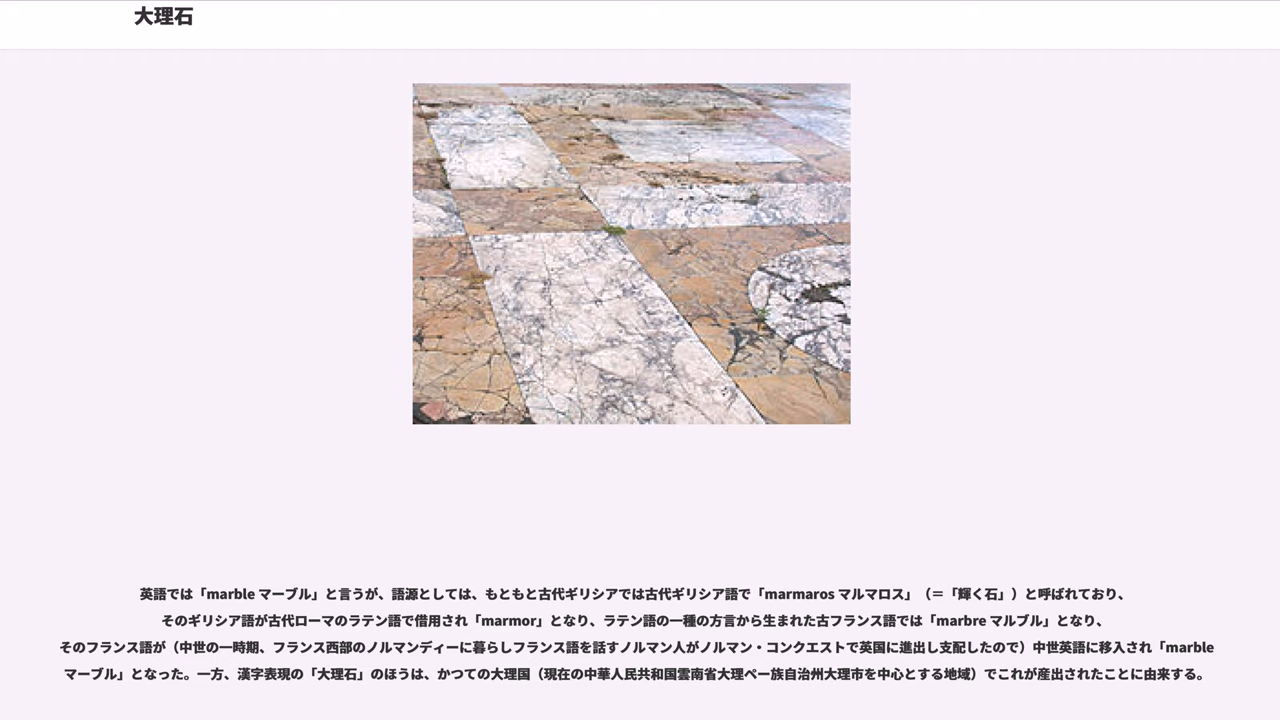 大理石
英語では「marble マーブル」と言うが、語源としては、もともと古代ギリシアでは古代ギリシア語で「marmaros マルマロス」（＝「輝く石」）と呼ばれており、
そのギリシア語が古代ローマのラテン語で借用され「marmor」となり、ラテン語の一種の方言から生まれた古フランス語では「marbre マルブル」となり、
そのフランス語が（中世の一時期、フランス西部のノルマンディーに暮らしフランス語を話すノルマン人がノルマン・コンクエストで英国に進出し支配したので）中世英語に移入され「marble
マーブル」となった。一方、漢字表現の「大理石」のほうは、かつての大理国（現在の中華人民共和国雲南省大理ペー族自治州大理市を中心とする地域）でこれが産出されたことに由来する。